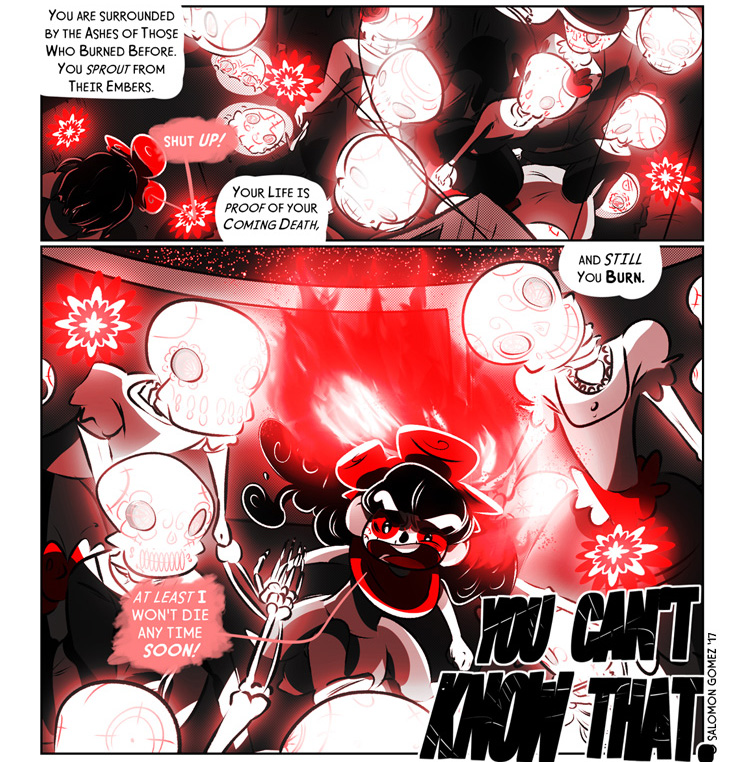 You are surrounded
by the Ashes of Those
Who Burned Before.
You sprout from
Their Embers.
SHUT UP!
Your Life is
proof of your
Coming Death,
and still
you Burn.
AT LEAST I
WON'T DIE
ANY TIME
SOON!
YOU CAN'T
KNOW THAT.
© SALOMON GOMEZ '17